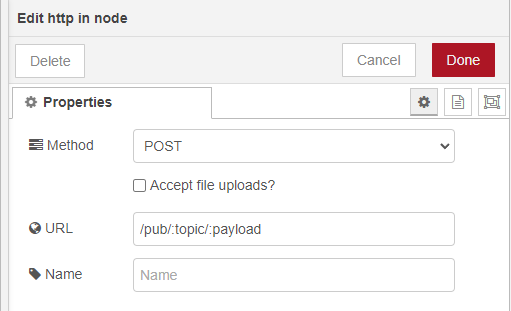 Edit http in node
Delete
Cancel
Done
Properties
Method
POST
Accept file uploads?
URL
/pub/:topic/:payload
Name
Name